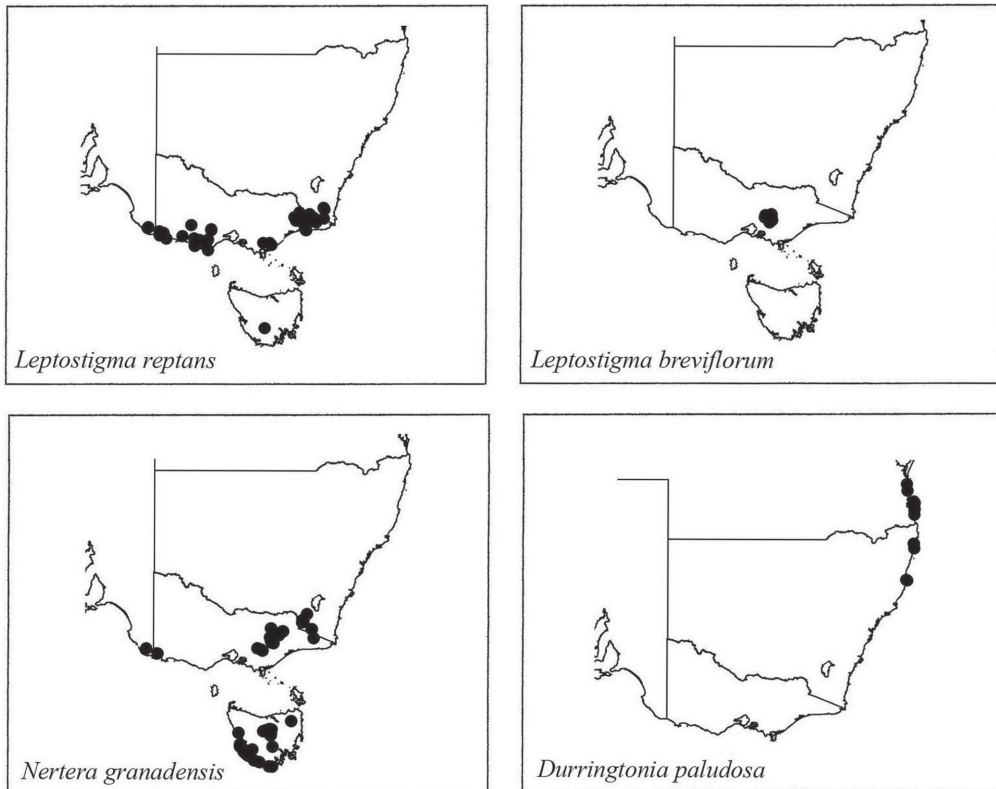 Leptostigma reptans
Leptostigma breviflorum
Nertera granadensis
Durringtonia paludosa